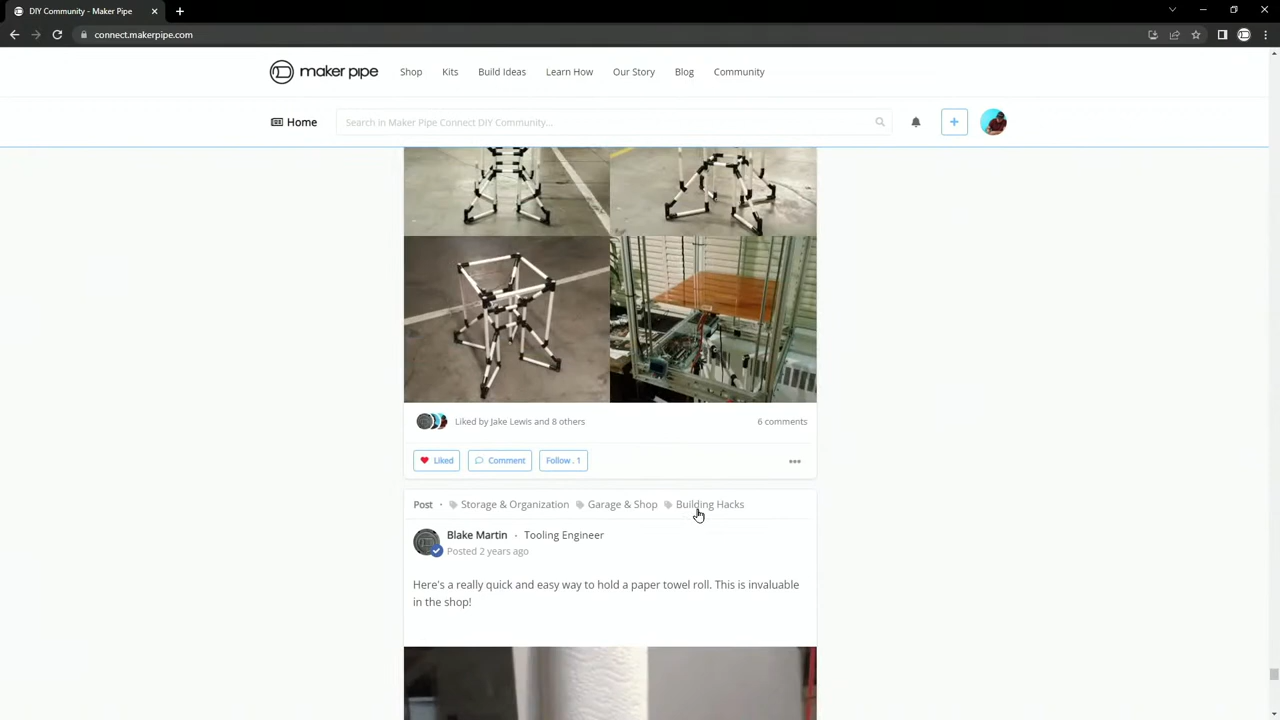 DIY Community - Maker Pipe
connect.makerpipe.com
maker pipe
Shop
Kits
Build Ideas
Learn How
Our Story
Blog
Community
Home
Search in Maker Pipe Connect DIY Community...
Liked by Jake Lewis and 8 others
6 comments
Liked
Comment
Follow . 1
Post · Storage & Organization Garage & Shop Building Hacks
Blake Martin · Tooling Engineer
Posted 2 years ago
Here's a really quick and easy way to hold a paper towel roll. This is invaluable
in the shop!